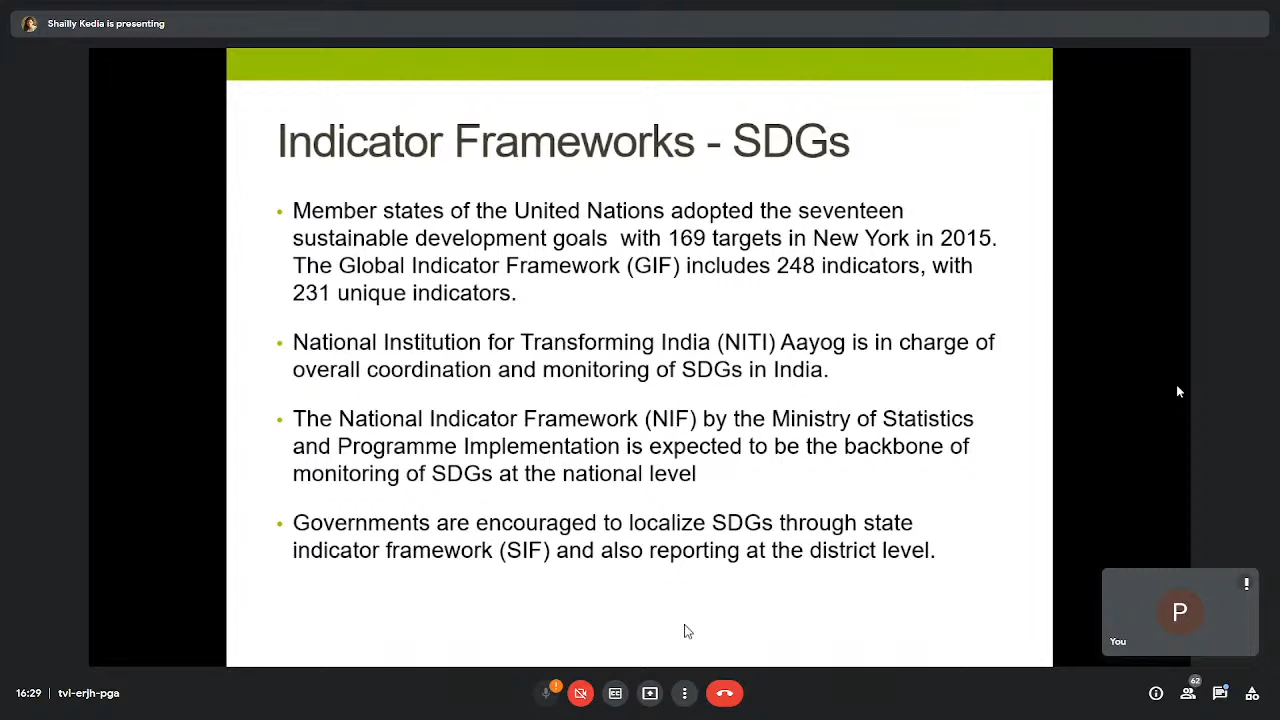 Shailly Kedia is presenting
Indicator Frameworks - SDGs
• Member states of the United Nations adopted the seventeen
sustainable development goals with 169 targets in New York in 2015.
The Global Indicator Framework (GIF) includes 248 indicators, with
231 unique indicators.
• National Institution for Transforming India (NITI) Aayog is in charge of
overall coordination and monitoring of SDGs in India.
• The National Indicator Framework (NIF) by the Ministry of Statistics
and Programme Implementation is expected to be the backbone of
monitoring of SDGs at the national level
• Governments are encouraged to localize SDGs through state
indicator framework (SIF) and also reporting at the district level.
P
You
16:29 tvi-erjh-pga
62